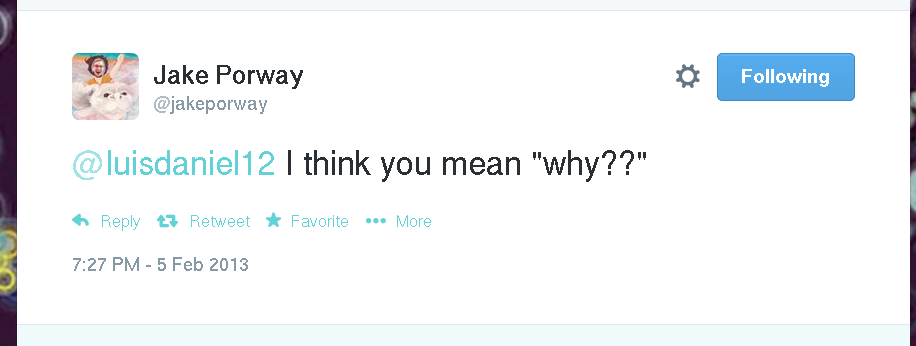 Jake Porway
@jakeporway
Following
@luisdaniel12 I think you mean "why??"
Reply Retweet Favorite More
7:27 PM - 5 Feb 2013